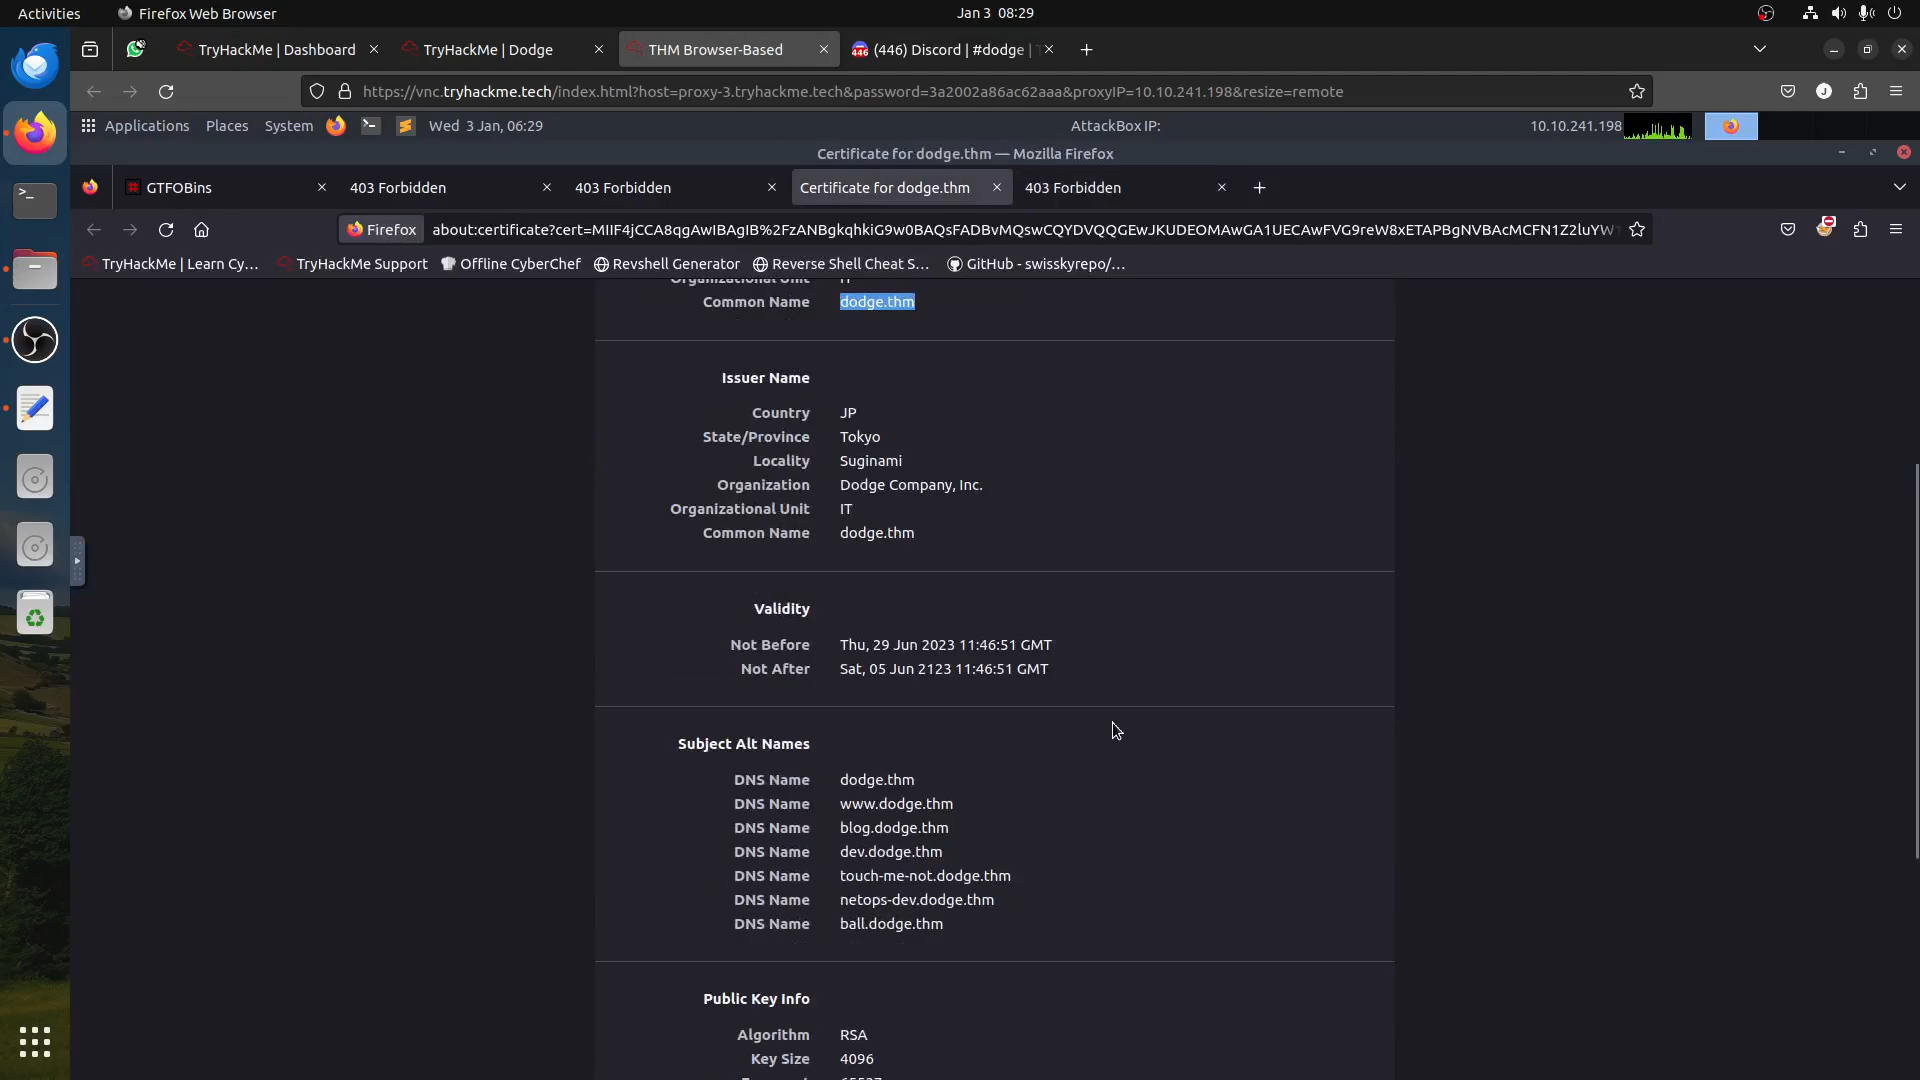 Activities
Firefox Web Browser
Jan 3 08:29
TryHackMe | Dashboard
TryHackMe | Dodge
THM Browser-Based
446
(446) Discord | #dodge |
https://vnc.tryhackme.tech/index.html?host=proxy-3.tryhackme.tech&password=3a2002a86ac62aaa&proxyIP=10.10.241.198&resize=remote
J
Applications Places System
Wed 3 Jan, 06:29
AttackBox IP:
10.10.241.198
Certificate for dodge.thm — Mozilla Firefox
GTFOBins
403 Forbidden
403 Forbidden
Certificate for dodge.thm
403 Forbidden
Firefox
about:certificate?cert=MIIF4jCCA8qgAwIBAgIB%2FzANBgkqhkiG9w0BAQsFADBvMQswCQYDVQQGEwJKUDEOMAwGA1UECAwFVG9reW8xETAPBgNVBAcMCFN1Z2luYW
TryHackMe | Learn Cy...
TryHackMe Support
Offline CyberChef
Revshell Generator
Reverse Shell Cheat S...
GitHub - swisskyrepo/...
Organizational Unit IT
Common Name dodge.thm
Issuer Name
Country JP
State/Province Tokyo
Locality Suginami
Organization Dodge Company, Inc.
Organizational Unit IT
Common Name dodge.thm
Validity
Not Before Thu, 29 Jun 2023 11:46:51 GMT
Not After Sat, 05 Jun 2123 11:46:51 GMT
Subject Alt Names
DNS Name dodge.thm
DNS Name www.dodge.thm
DNS Name blog.dodge.thm
DNS Name dev.dodge.thm
DNS Name touch-me-not.dodge.thm
DNS Name netops-dev.dodge.thm
DNS Name ball.dodge.thm
Public Key Info
Algorithm RSA
Key Size 4096